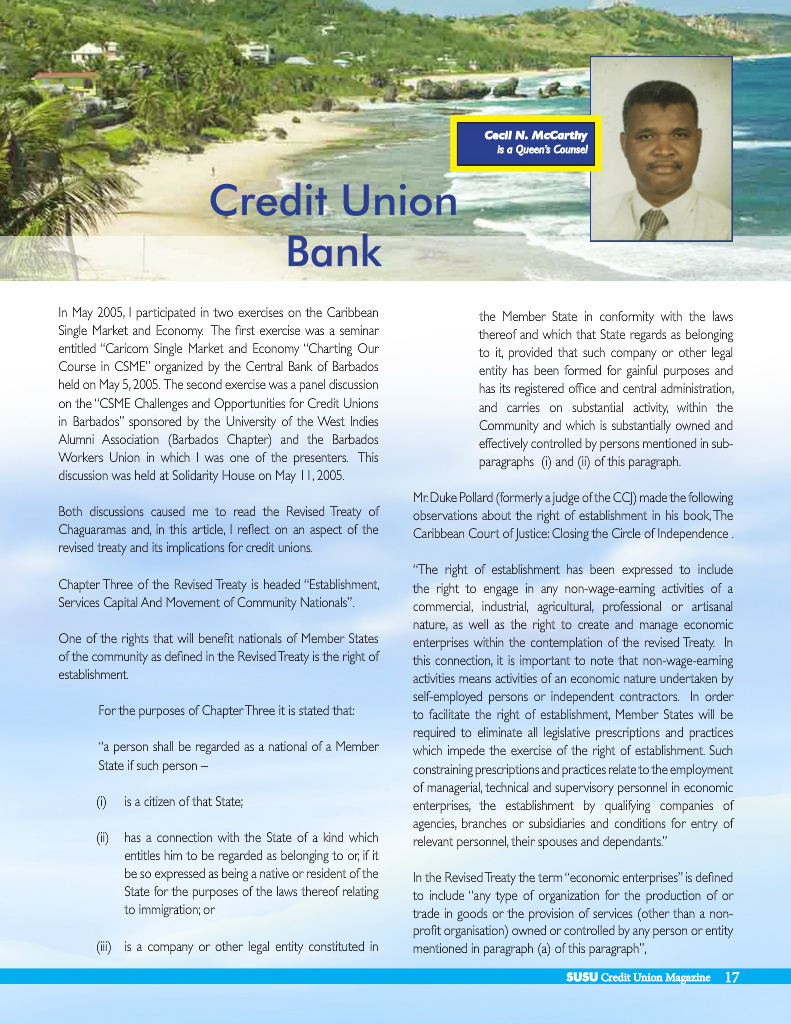 Cecil N. McCarthy
is a Queen's Counsel
Credit Union
Bank
In May 2005, I participated in two exercises on the Caribbean
Single Market and Economy.  The first exercise was a seminar
entitled "Caricom Single Market and Economy "Charting Our
Course in CSME" organized by the Central Bank of Barbados
held on May 5, 2005. The second exercise was a panel discussion
on the "CSME Challenges and Opportunities for Credit Unions
in Barbados" sponsored by the University of the West Indies
Alumni Association (Barbados Chapter) and the Barbados
Workers Union in which I was one of the presenters.  This
discussion was held at Solidarity House on May 11, 2005.
Both discussions caused me to read the Revised Treaty of
Chaguaramas and, in this article, I reflect on an aspect of the
revised treaty and its implications for credit unions.
Chapter Three of the Revised Treaty is headed "Establishment,
Services Capital And Movement of Community Nationals".
One of the rights that will benefit nationals of Member States
of the community as defined in the Revised Treaty is the right of
establishment.
For the purposes of Chapter Three it is stated that:
"a person shall be regarded as a national of a Member
State if such person –
(i) is a citizen of that State;
(ii) has a connection with the State of a kind which
entitles him to be regarded as belonging to or, if it
be so expressed as being a native or resident of the
State for the purposes of the laws thereof relating
to immigration; or
(iii) is a company or other legal entity constituted in
the Member State in conformity with the laws
thereof and which that State regards as belonging
to it, provided that such company or other legal
entity has been formed for gainful purposes and
has its registered office and central administration,
and carries on substantial activity, within the
Community and which is substantially owned and
effectively controlled by persons mentioned in sub-
paragraphs  (i) and (ii) of this paragraph.
Mr. Duke Pollard (formerly a judge of the CCJ) made the following
observations about the right of establishment in his book, The
Caribbean Court of Justice: Closing the Circle of Independence .
"The right of establishment has been expressed to include
the right to engage in any non-wage-earning activities of a
commercial, industrial, agricultural, professional or artisanal
nature, as well as the right to create and manage economic
enterprises within the contemplation of the revised Treaty.  In
this connection, it is important to note that non-wage-earning
activities means activities of an economic nature undertaken by
self-employed persons or independent contractors.  In order
to facilitate the right of establishment, Member States will be
required to eliminate all legislative prescriptions and practices
which impede the exercise of the right of establishment. Such
constraining prescriptions and practices relate to the employment
of managerial, technical and supervisory personnel in economic
enterprises, the establishment by qualifying companies of
agencies, branches or subsidiaries and conditions for entry of
relevant personnel, their spouses and dependants."
In the Revised Treaty the term "economic enterprises" is defined
to include "any type of organization for the production of or
trade in goods or the provision of services (other than a non-
profit organisation) owned or controlled by any person or entity
mentioned in paragraph (a) of this paragraph",
SUSU Credit Union Magazine 17